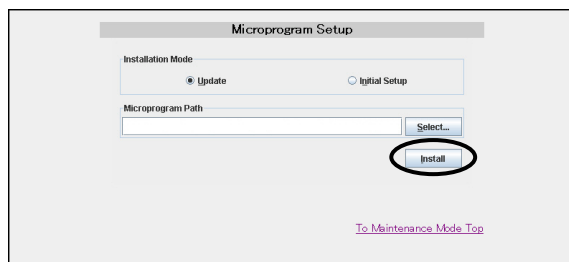 Microprogram Setup
Installation Mode
Update
Initial Setup
Microprogram Path
Select...
Install
To Maintenance Mode Top